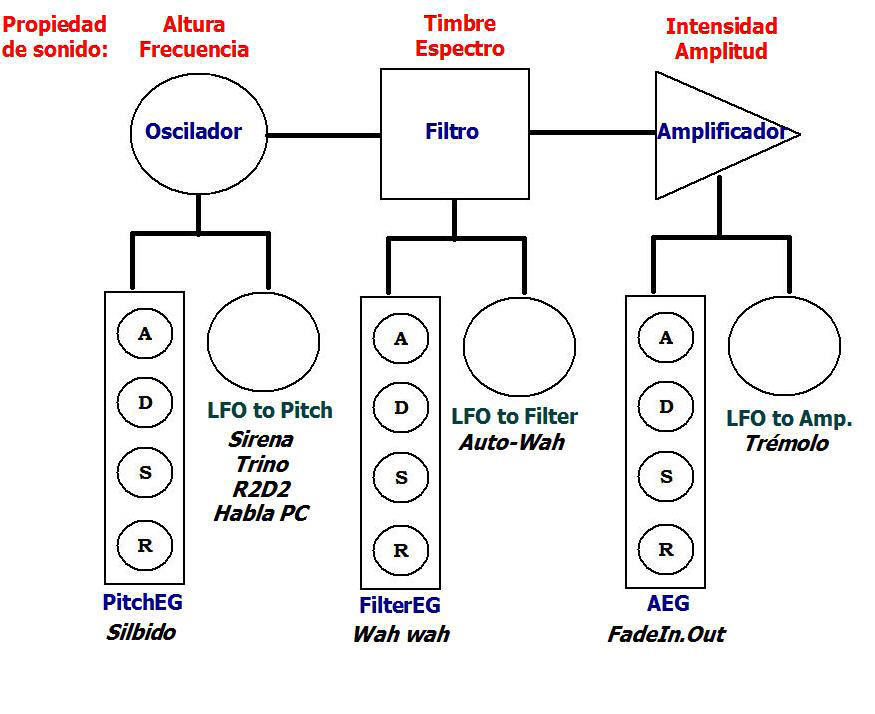 Propiedad
de sonido:
Altura
Frecuencia
Timbre
Espectro
Intensidad
Amplitud
Oscilador
Filtro
Amplificador
A
D
S
R
PitchEG
Silbido
LFO to Pitch
Sirena
Trino
R2D2
Habla PC
A
D
S
R
FilterEG
Wah wah
LFO to Filter
Auto-Wah
A
D
S
R
AEG
FadeIn.Out
LFO to Amp.
Trémolo